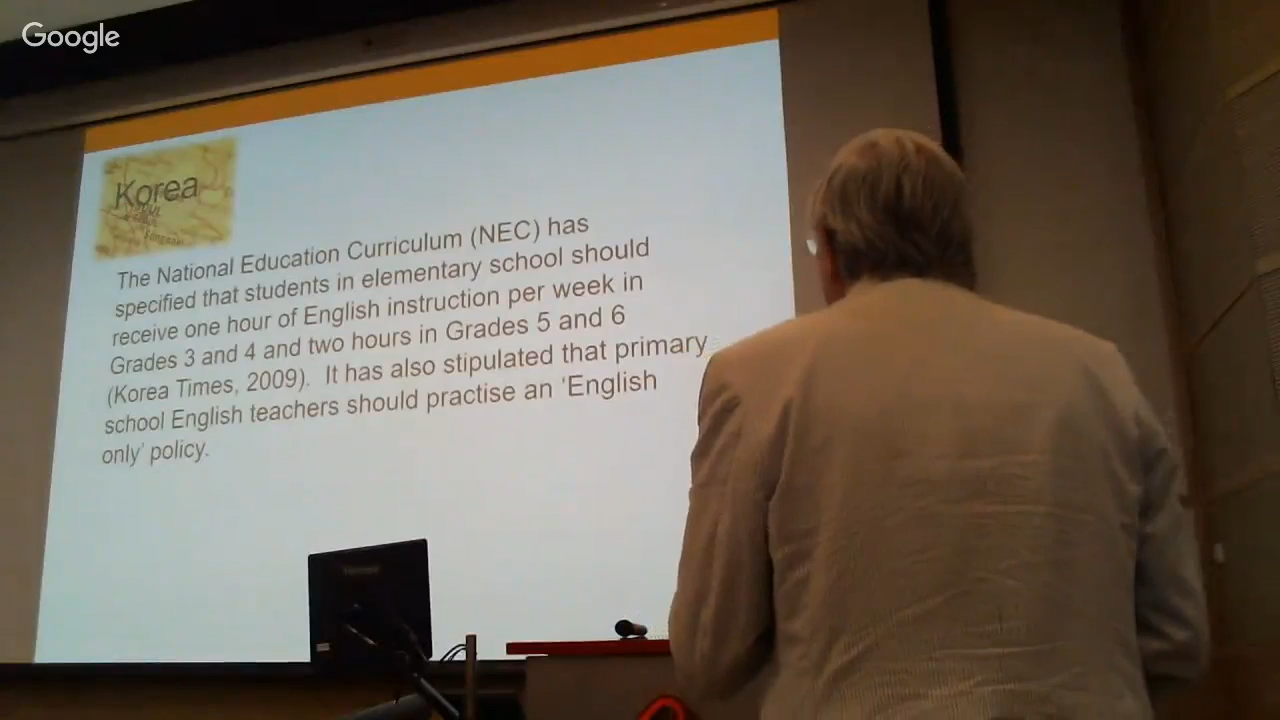 Google
Korea
The National Education Curriculum (NEC) has
specified that students in elementary school should
receive one hour of English instruction per week in
Grades 3 and 4 and two hours in Grades 5 and 6
(Korea Times, 2009). It has also stipulated that primary
school English teachers should practise an ‘English
only’ policy.